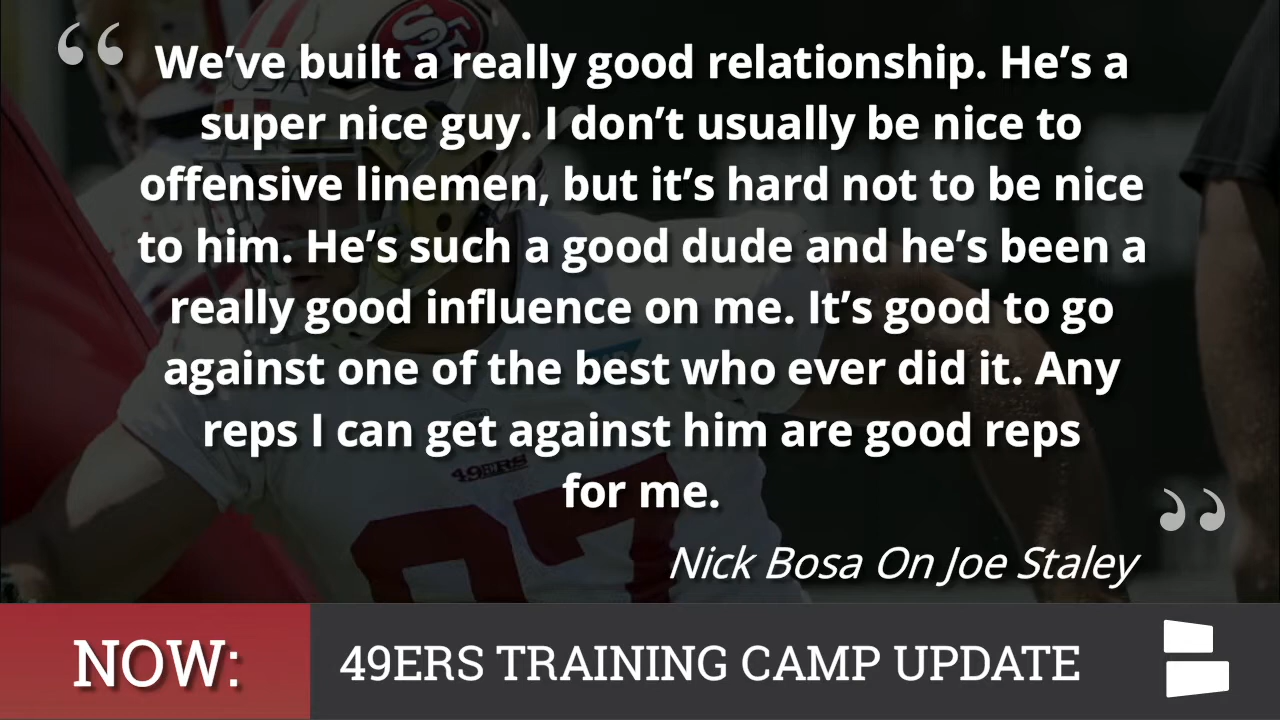 “ We’ve built a really good relationship. He’s a
super nice guy. I don’t usually be nice to
offensive linemen, but it’s hard not to be nice
to him. He’s such a good dude and he’s been a
really good influence on me. It’s good to go
against one of the best who ever did it. Any
reps I can get against him are good reps
for me. ”
Nick Bosa On Joe Staley
NOW: 49ERS TRAINING CAMP UPDATE
SF
49ERS
97